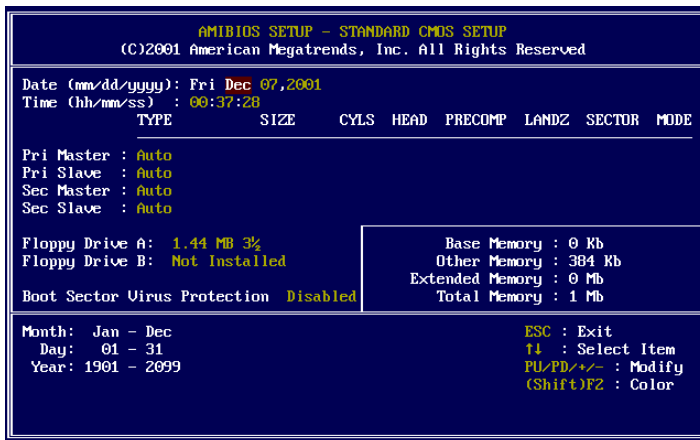 AMIBIOS SETUP - STANDARD CMOS SETUP
(C)2001 American Megatrends, Inc. All Rights Reserved
Date (mm/dd/yyyy): Fri Dec 07,2001
Time (hh/mm/ss) : 00:37:28
TYPE SIZE CYLS HEAD PRECOMP LANDZ SECTOR MODE
Pri Master : Auto
Pri Slave : Auto
Sec Master : Auto
Sec Slave : Auto
Floppy Drive A: 1.44 MB 3½
Floppy Drive B: Not Installed
Boot Sector Virus Protection Disabled
Base Memory : 0 Kb
Other Memory : 384 Kb
Extended Memory : 0 Mb
Total Memory : 1 Mb
Month: Jan - Dec
Day: 01 - 31
Year: 1901 - 2099
ESC : Exit
↑↓ : Select Item
PU/PD/+/- : Modify
(Shift)F2 : Color